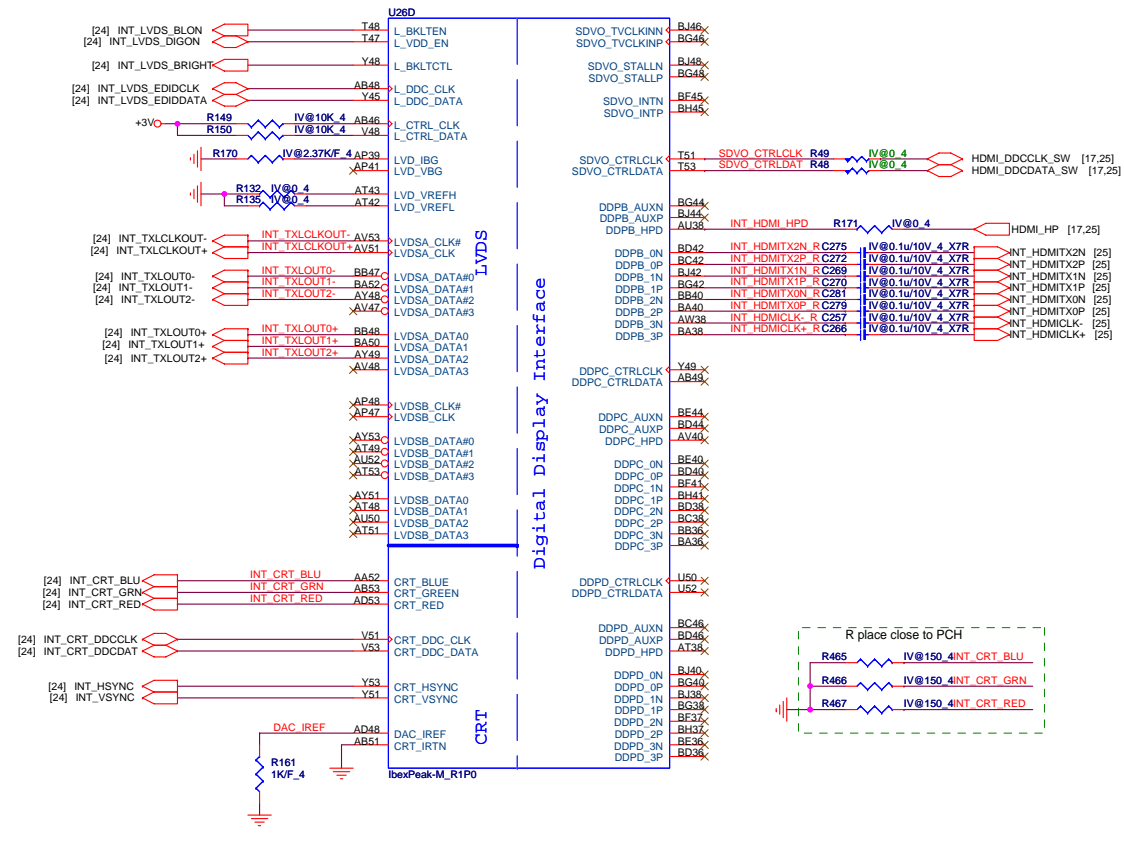 U26D
[24] INT_LVDS_BLON T48 L_BKLTEN
[24] INT_LVDS_DIGON T47 L_VDD_EN
[24] INT_LVDS_BRIGHT Y48 L_BKLTCTL
[24] INT_LVDS_EDIDCLK AB48 L_DDC_CLK
[24] INT_LVDS_EDIDDATA Y45 L_DDC_DATA
+3V R149 IV@10K_4 AB46 L_CTRL_CLK
R150 IV@10K_4 V48 L_CTRL_DATA
R170 IV@2.37K/F_4 AP39 LVD_IBG
AP41 LVD_VBG
R132 IV@0_4 AT43 LVD_VREFH
R135 IV@0_4 AT42 LVD_VREFL
[24] INT_TXLCLKOUT- INT_TXLCLKOUT- AV53 LVDSA_CLK#
[24] INT_TXLCLKOUT+ INT_TXLCLKOUT+ AV51 LVDSA_CLK
[24] INT_TXLOUT0- INT_TXLOUT0- BB47 LVDSA_DATA#0
[24] INT_TXLOUT1- INT_TXLOUT1- BA52 LVDSA_DATA#1
[24] INT_TXLOUT2- INT_TXLOUT2- AY48 LVDSA_DATA#2
AV47 LVDSA_DATA#3
[24] INT_TXLOUT0+ INT_TXLOUT0+ BB48 LVDSA_DATA0
[24] INT_TXLOUT1+ INT_TXLOUT1+ BA50 LVDSA_DATA1
[24] INT_TXLOUT2+ INT_TXLOUT2+ AY49 LVDSA_DATA2
AV48 LVDSA_DATA3
AP48 LVDSB_CLK#
AP47 LVDSB_CLK
AY53 LVDSB_DATA#0
AT49 LVDSB_DATA#1
AU52 LVDSB_DATA#2
AT53 LVDSB_DATA#3
AY51 LVDSB_DATA0
AT48 LVDSB_DATA1
AU50 LVDSB_DATA2
AT51 LVDSB_DATA3
[24] INT_CRT_BLU INT_CRT_BLU AA52 CRT_BLUE
[24] INT_CRT_GRN INT_CRT_GRN AB53 CRT_GREEN
[24] INT_CRT_RED INT_CRT_RED AD53 CRT_RED
[24] INT_CRT_DDCCLK V51 CRT_DDC_CLK
[24] INT_CRT_DDCDAT V53 CRT_DDC_DATA
[24] INT_HSYNC Y53 CRT_HSYNC
[24] INT_VSYNC Y51 CRT_VSYNC
DAC_IREF AD48 DAC_IREF
AB51 CRT_IRTN
R161
1K/F_4
LVDS
CRT
Digital Display Interface
IbexPeak-M_R1P0
SDVO_TVCLKINN BJ46
SDVO_TVCLKINP BG46
SDVO_STALLN BJ48
SDVO_STALLP BG48
SDVO_INTN BF45
SDVO_INTP BH45
SDVO_CTRLCLK T51 SDVO_CTRLCLK R49 IV@0_4 HDMI_DDCCLK_SW [17,25]
SDVO_CTRLDATA T53 SDVO_CTRLDAT R48 IV@0_4 HDMI_DDCDATA_SW [17,25]
DDPB_AUXN BG44
DDPB_AUXP BJ44
DDPB_HPD AU38 INT_HDMI_HPD R171 IV@0_4 HDMI_HP [17,25]
DDPB_0N BD42 INT_HDMITX2N_R C275 IV@0.1u/10V_4_X7R INT_HDMITX2N [25]
DDPB_0P BC42 INT_HDMITX2P_R C272 IV@0.1u/10V_4_X7R INT_HDMITX2P [25]
DDPB_1N BJ42 INT_HDMITX1N_R C269 IV@0.1u/10V_4_X7R INT_HDMITX1N [25]
DDPB_1P BG42 INT_HDMITX1P_R C270 IV@0.1u/10V_4_X7R INT_HDMITX1P [25]
DDPB_2N BB40 INT_HDMITX0N_R C281 IV@0.1u/10V_4_X7R INT_HDMITX0N [25]
DDPB_2P BA40 INT_HDMITX0P_R C279 IV@0.1u/10V_4_X7R INT_HDMITX0P [25]
DDPB_3N AW38 INT_HDMICLK-_R C257 IV@0.1u/10V_4_X7R INT_HDMICLK- [25]
DDPB_3P BA38 INT_HDMICLK+_R C266 IV@0.1u/10V_4_X7R INT_HDMICLK+ [25]
DDPC_CTRLCLK Y49
DDPC_CTRLDATA AB49
DDPC_AUXN BE44
DDPC_AUXP BD44
DDPC_HPD AV40
DDPC_0N BE40
DDPC_0P BD40
DDPC_1N BF41
DDPC_1P BH41
DDPC_2N BD38
DDPC_2P BC38
DDPC_3N BB36
DDPC_3P BA36
DDPD_CTRLCLK U50
DDPD_CTRLDATA U52
DDPD_AUXN BC46
DDPD_AUXP BD46
DDPD_HPD AT38
DDPD_0N BJ40
DDPD_0P BG40
DDPD_1N BJ38
DDPD_1P BG38
DDPD_2N BF37
DDPD_2P BH37
DDPD_3N BE36
DDPD_3P BD36
R place close to PCH
R465 IV@150_4 INT_CRT_BLU
R466 IV@150_4 INT_CRT_GRN
R467 IV@150_4 INT_CRT_RED